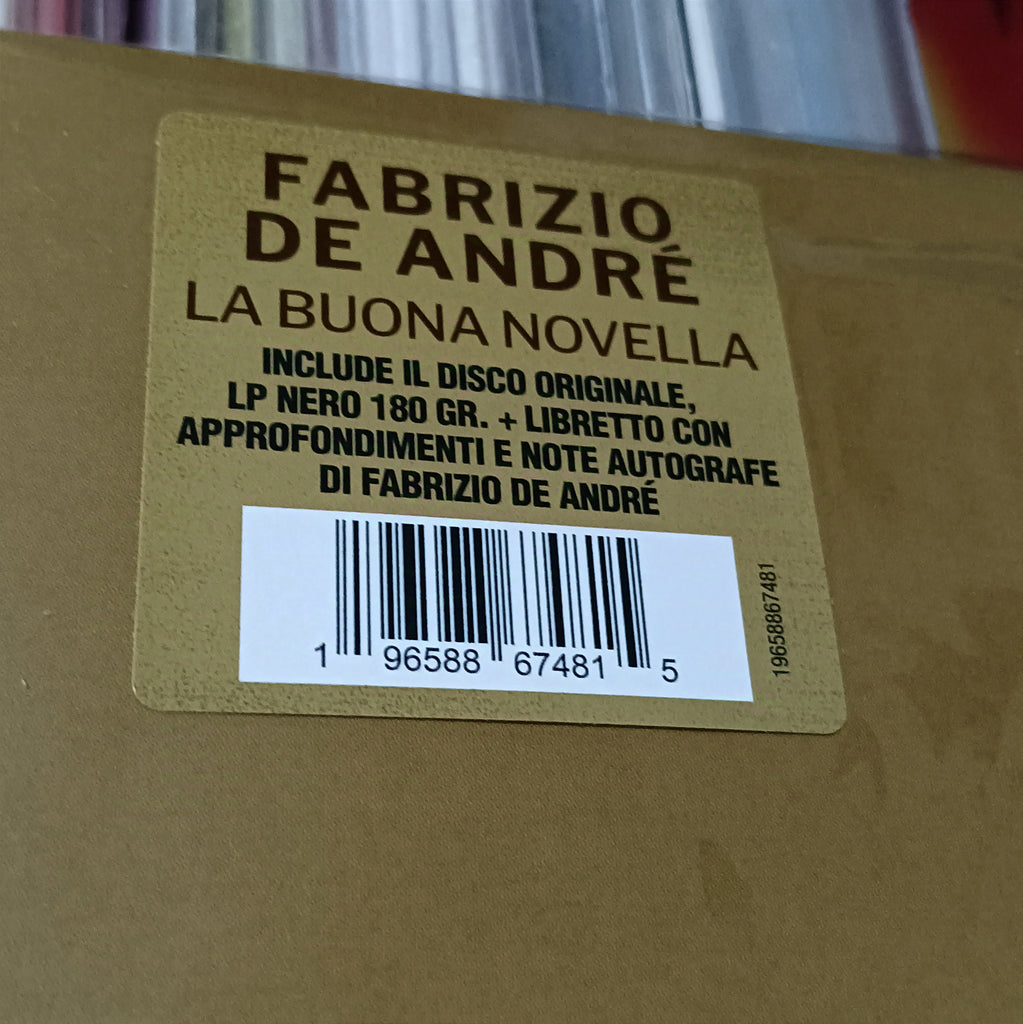 FABRIZIO
DE ANDRÉ
LA BUONA NOVELLA
INCLUDE IL DISCO ORIGINALE,
LP NERO 180 GR. + LIBRETTO CON
APPROFONDIMENTI E NOTE AUTOGRAFE
DI FABRIZIO DE ANDRÉ
1 96588 67481 5
19658867481